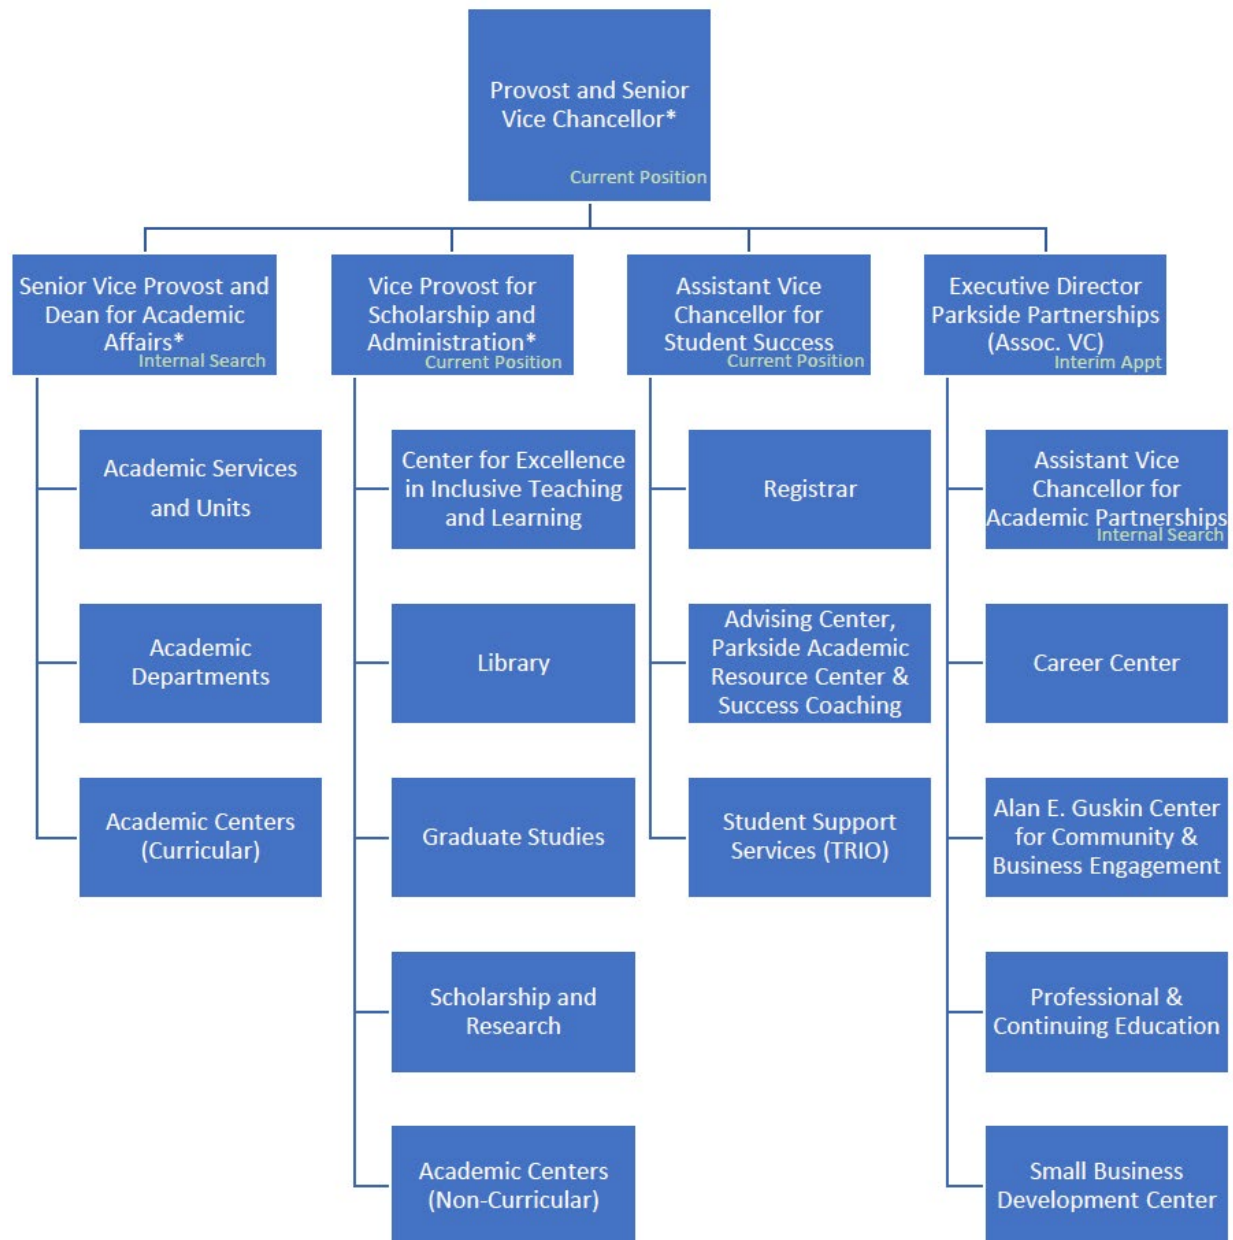 Provost and Senior
Vice Chancellor*
Current Position
Senior Vice Provost and
Dean for Academic
Affairs*
Internal Search
Vice Provost for
Scholarship and
Administration*
Current Position
Assistant Vice
Chancellor for
Student Success
Current Position
Executive Director
Parkside Partnerships
(Assoc. VC)
Interim Appt
Academic Services
and Units
Academic
Departments
Academic Centers
(Curricular)
Center for Excellence
in Inclusive Teaching
and Learning
Library
Graduate Studies
Scholarship and
Research
Academic Centers
(Non-Curricular)
Registrar
Advising Center,
Parkside Academic
Resource Center &
Success Coaching
Student Support
Services (TRIO)
Assistant Vice
Chancellor for
Academic Partnerships
Internal Search
Career Center
Alan E. Guskin Center
for Community &
Business Engagement
Professional &
Continuing Education
Small Business
Development Center